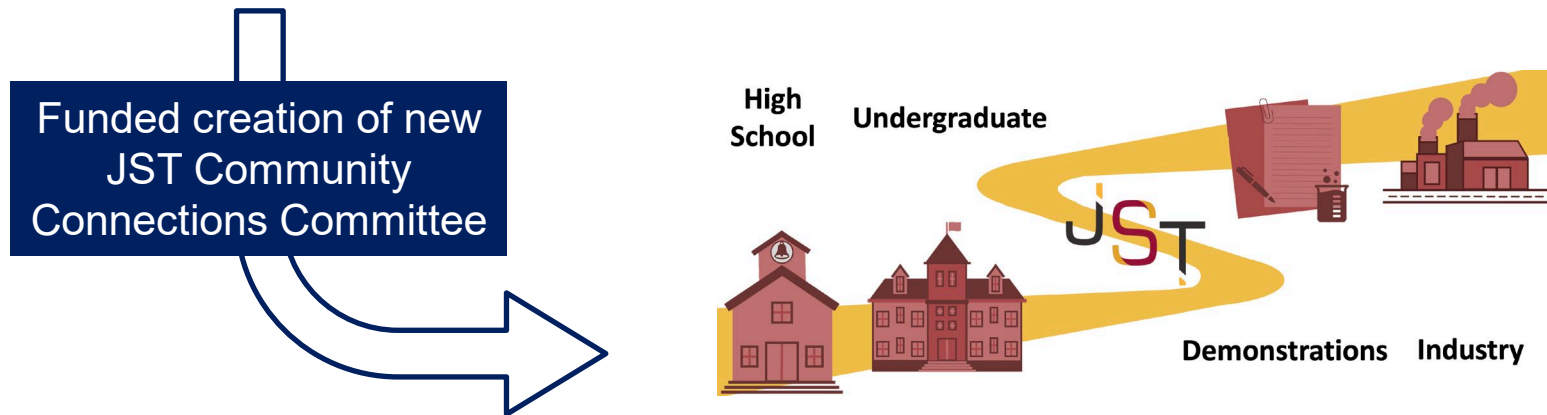 Funded creation of new
JST Community
Connections Committee
High
School
Undergraduate
JST
Demonstrations
Industry